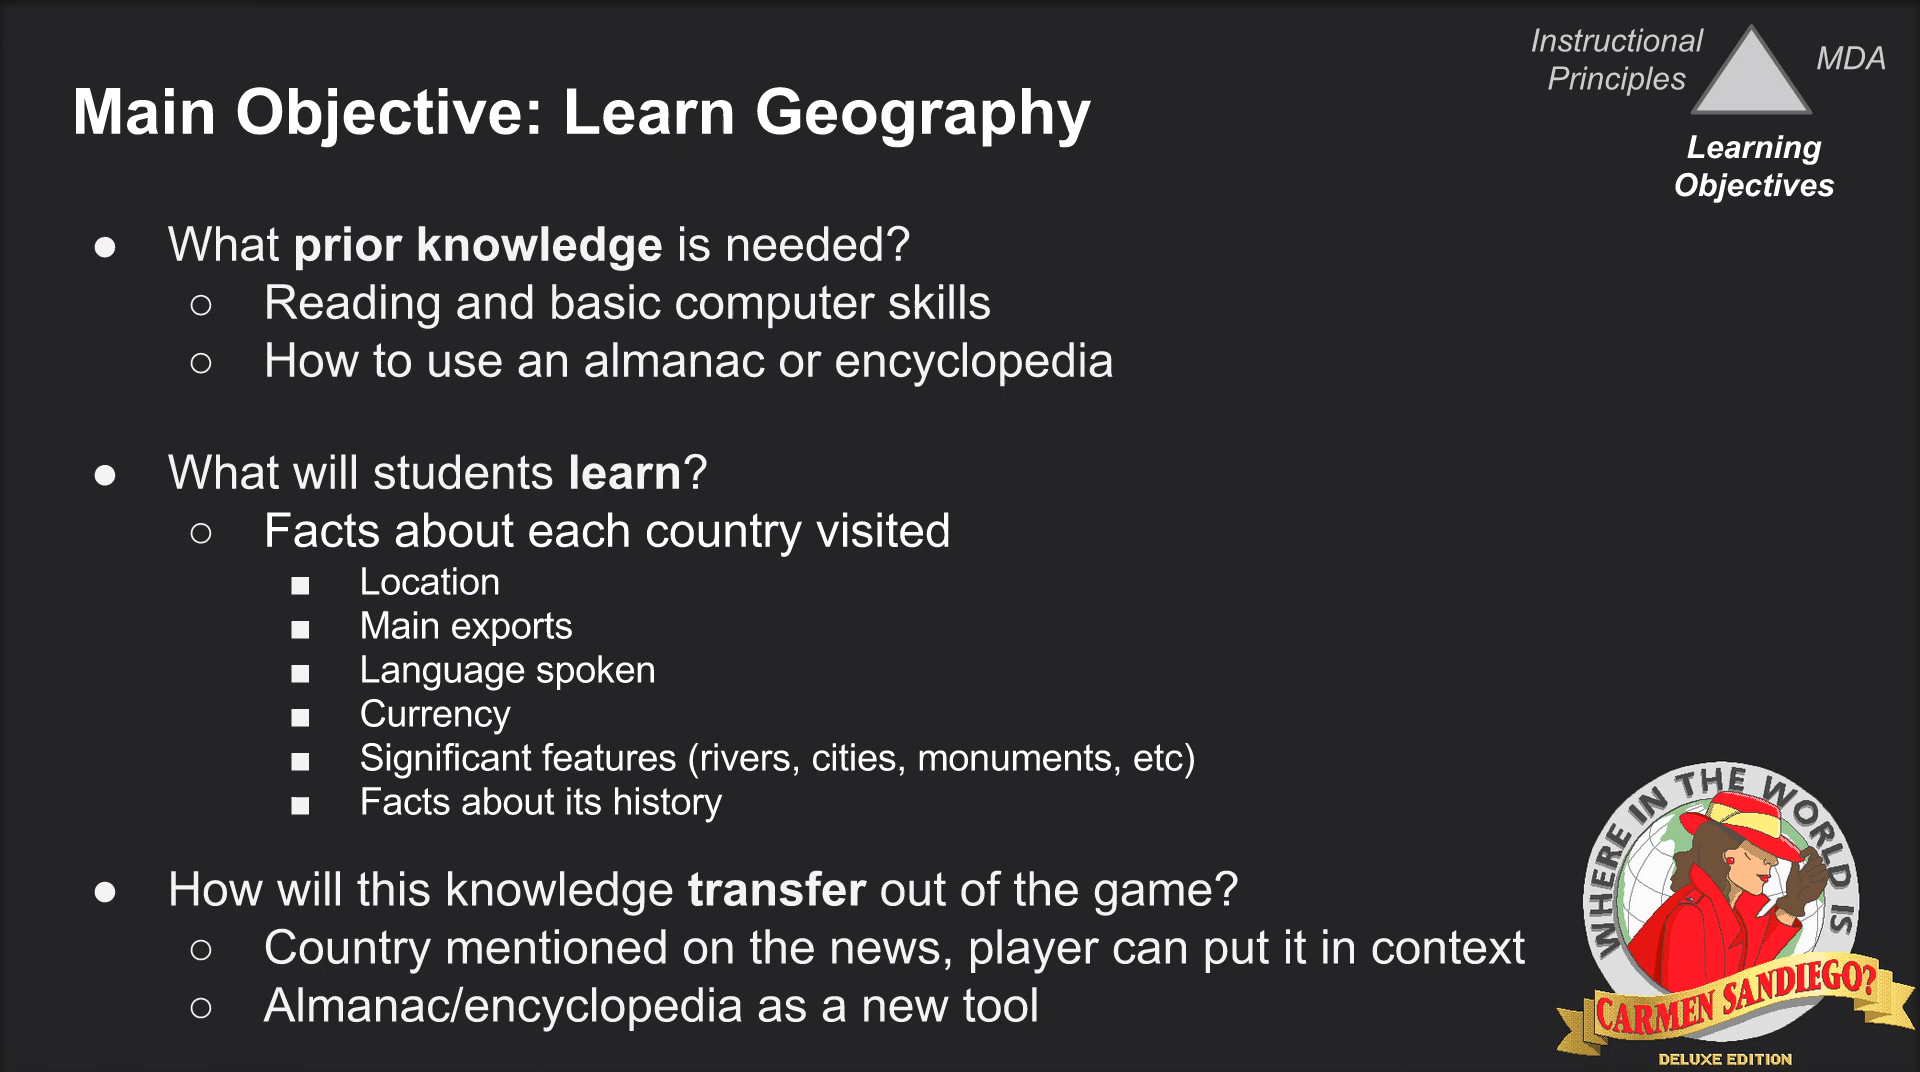 Instructional
Principles
MDA
Main Objective: Learn Geography
Learning
Objectives
● What prior knowledge is needed?
○ Reading and basic computer skills
○ How to use an almanac or encyclopedia
● What will students learn?
○ Facts about each country visited
■ Location
■ Main exports
■ Language spoken
■ Currency
■ Significant features (rivers, cities, monuments, etc)
■ Facts about its history
● How will this knowledge transfer out of the game?
○ Country mentioned on the news, player can put it in context
○ Almanac/encyclopedia as a new tool
WHERE IN THE WORLD IS
CARMEN SANDIEGO?
DELUXE EDITION